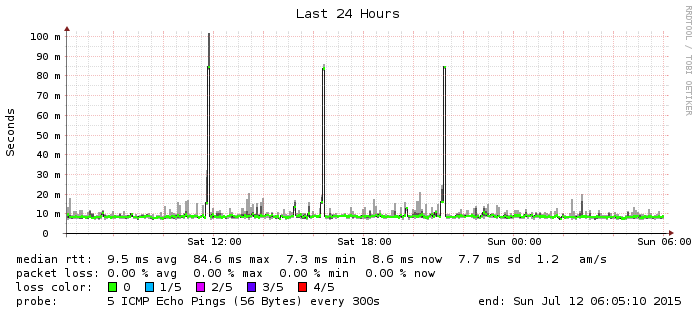 Last 24 Hours
RRDTOOL / TOBI OETIKER
Seconds
100 m
90 m
80 m
70 m
60 m
50 m
40 m
30 m
20 m
10 m
0
Sat 12:00 Sat 18:00 Sun 00:00 Sun 06:00
median rtt: 9.5 ms avg 84.6 ms max 7.3 ms min 8.6 ms now 7.7 ms sd 1.2 am/s
packet loss: 0.00 % avg 0.00 % max 0.00 % min 0.00 % now
loss color: 0 1/5 2/5 3/5 4/5
probe: 5 ICMP Echo Pings (56 Bytes) every 300s end: Sun Jul 12 06:05:10 2015